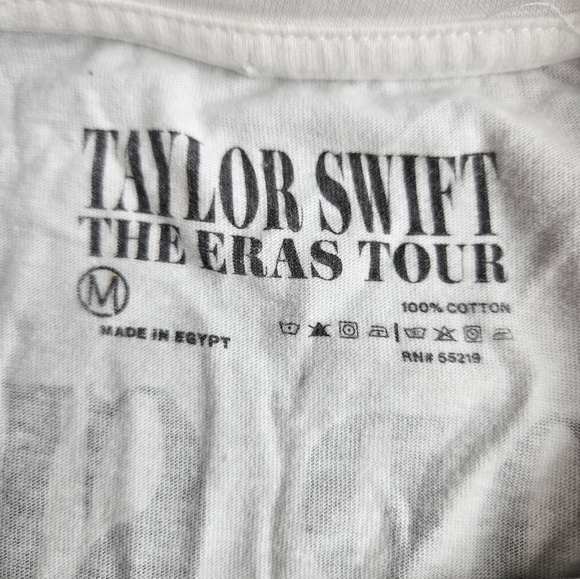 TAYLOR SWIFT
THE ERAS TOUR
M
100% COTTON
MADE IN EGYPT
RN# 55219